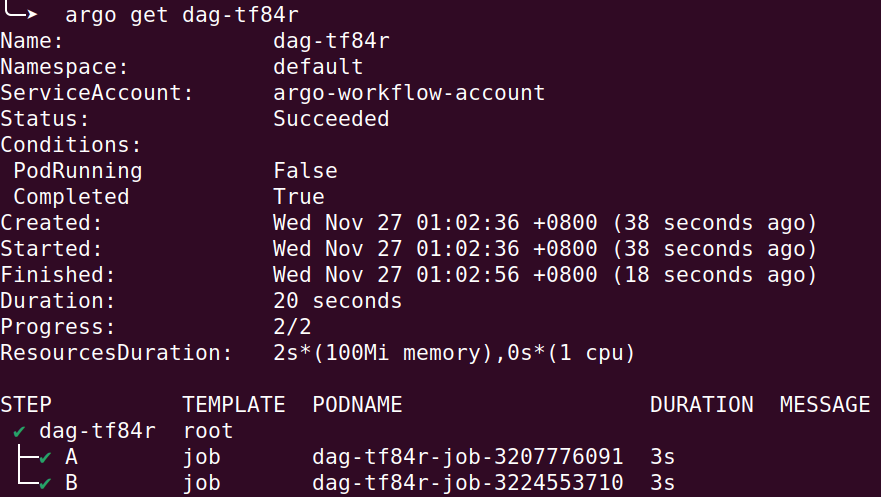 ╰─➤  argo get dag-tf84r
Name:                dag-tf84r
Namespace:           default
ServiceAccount:      argo-workflow-account
Status:              Succeeded
Conditions:
 PodRunning          False
 Completed           True
Created:             Wed Nov 27 01:02:36 +0800 (38 seconds ago)
Started:             Wed Nov 27 01:02:36 +0800 (38 seconds ago)
Finished:            Wed Nov 27 01:02:56 +0800 (18 seconds ago)
Duration:            20 seconds
Progress:            2/2
ResourcesDuration:   2s*(100Mi memory),0s*(1 cpu)

STEP          TEMPLATE  PODNAME                   DURATION  MESSAGE
 ✔ dag-tf84r  root
 ├─✔ A        job       dag-tf84r-job-3207776091  3s
 └─✔ B        job       dag-tf84r-job-3224553710  3s